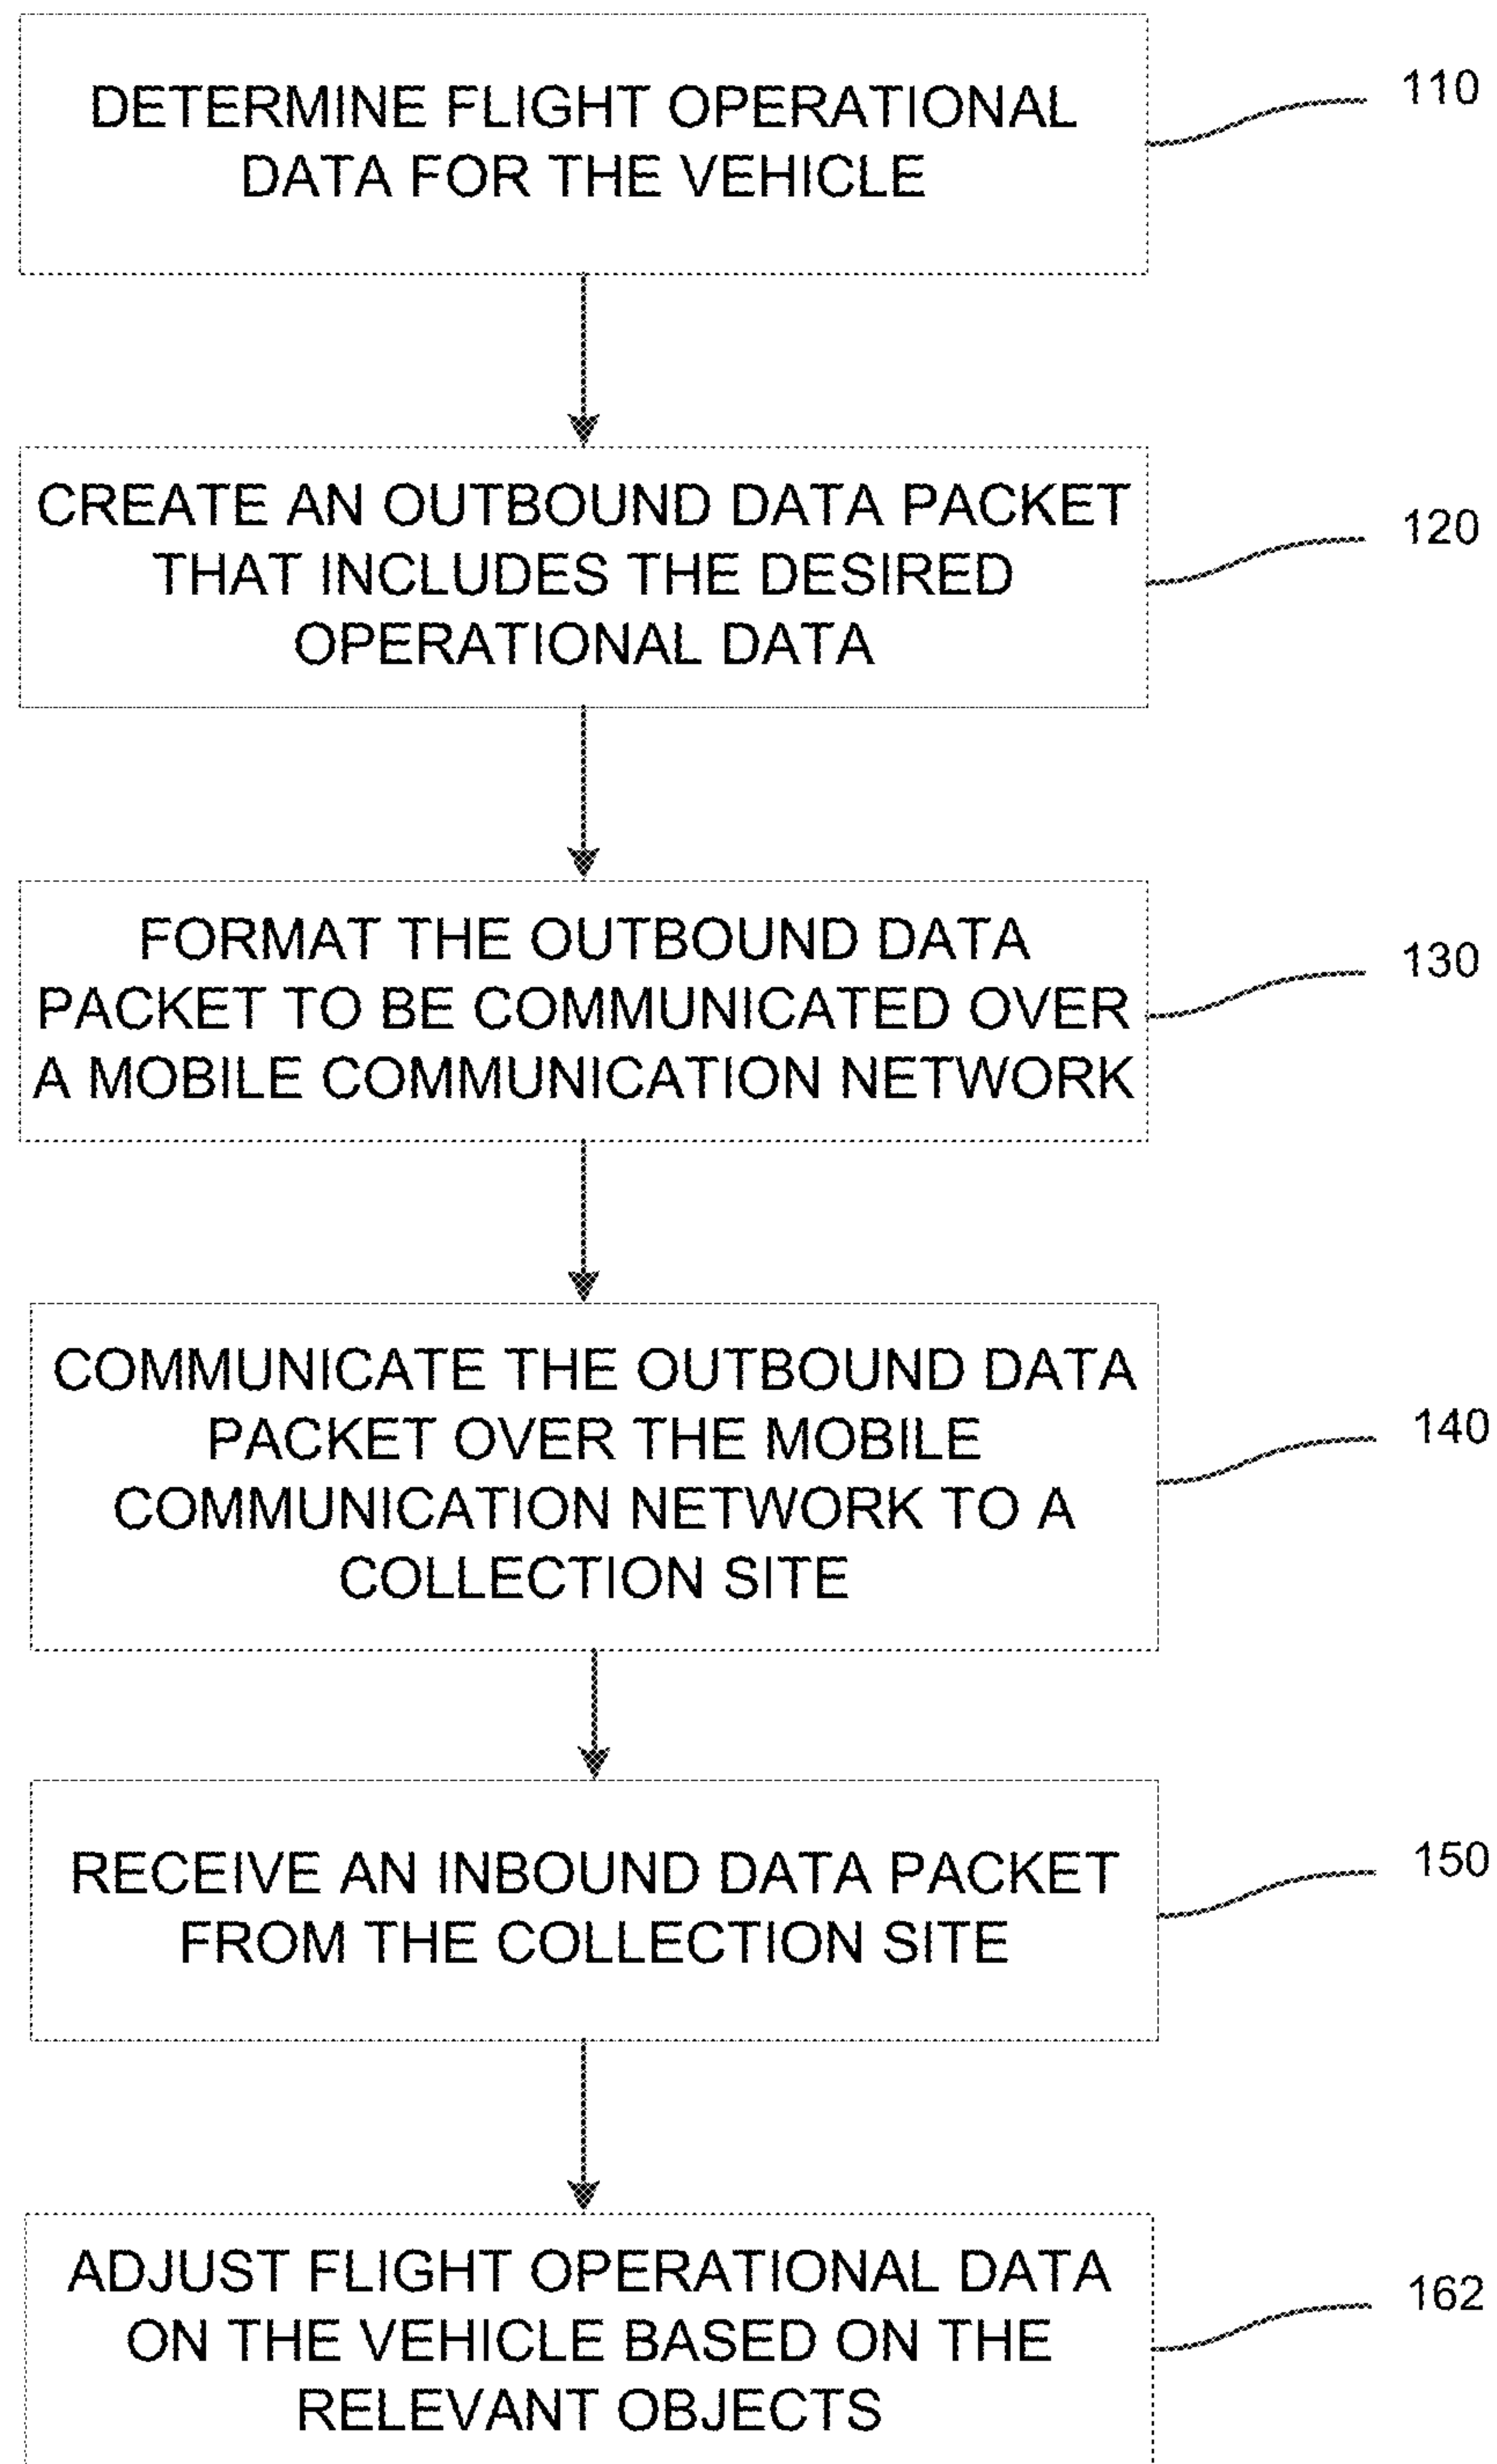 DETERMINE FLIGHT OPERATIONAL
DATA FOR THE VEHICLE
110
CREATE AN OUTBOUND DATA PACKET
THAT INCLUDES THE DESIRED
OPERATIONAL DATA
120
FORMAT THE OUTBOUND DATA
PACKET TO BE COMMUNICATED OVER
A MOBILE COMMUNICATION NETWORK
130
COMMUNICATE THE OUTBOUND DATA
PACKET OVER THE MOBILE
COMMUNICATION NETWORK TO A
COLLECTION SITE
140
RECEIVE AN INBOUND DATA PACKET
FROM THE COLLECTION SITE
150
ADJUST FLIGHT OPERATIONAL DATA
ON THE VEHICLE BASED ON THE
RELEVANT OBJECTS
162